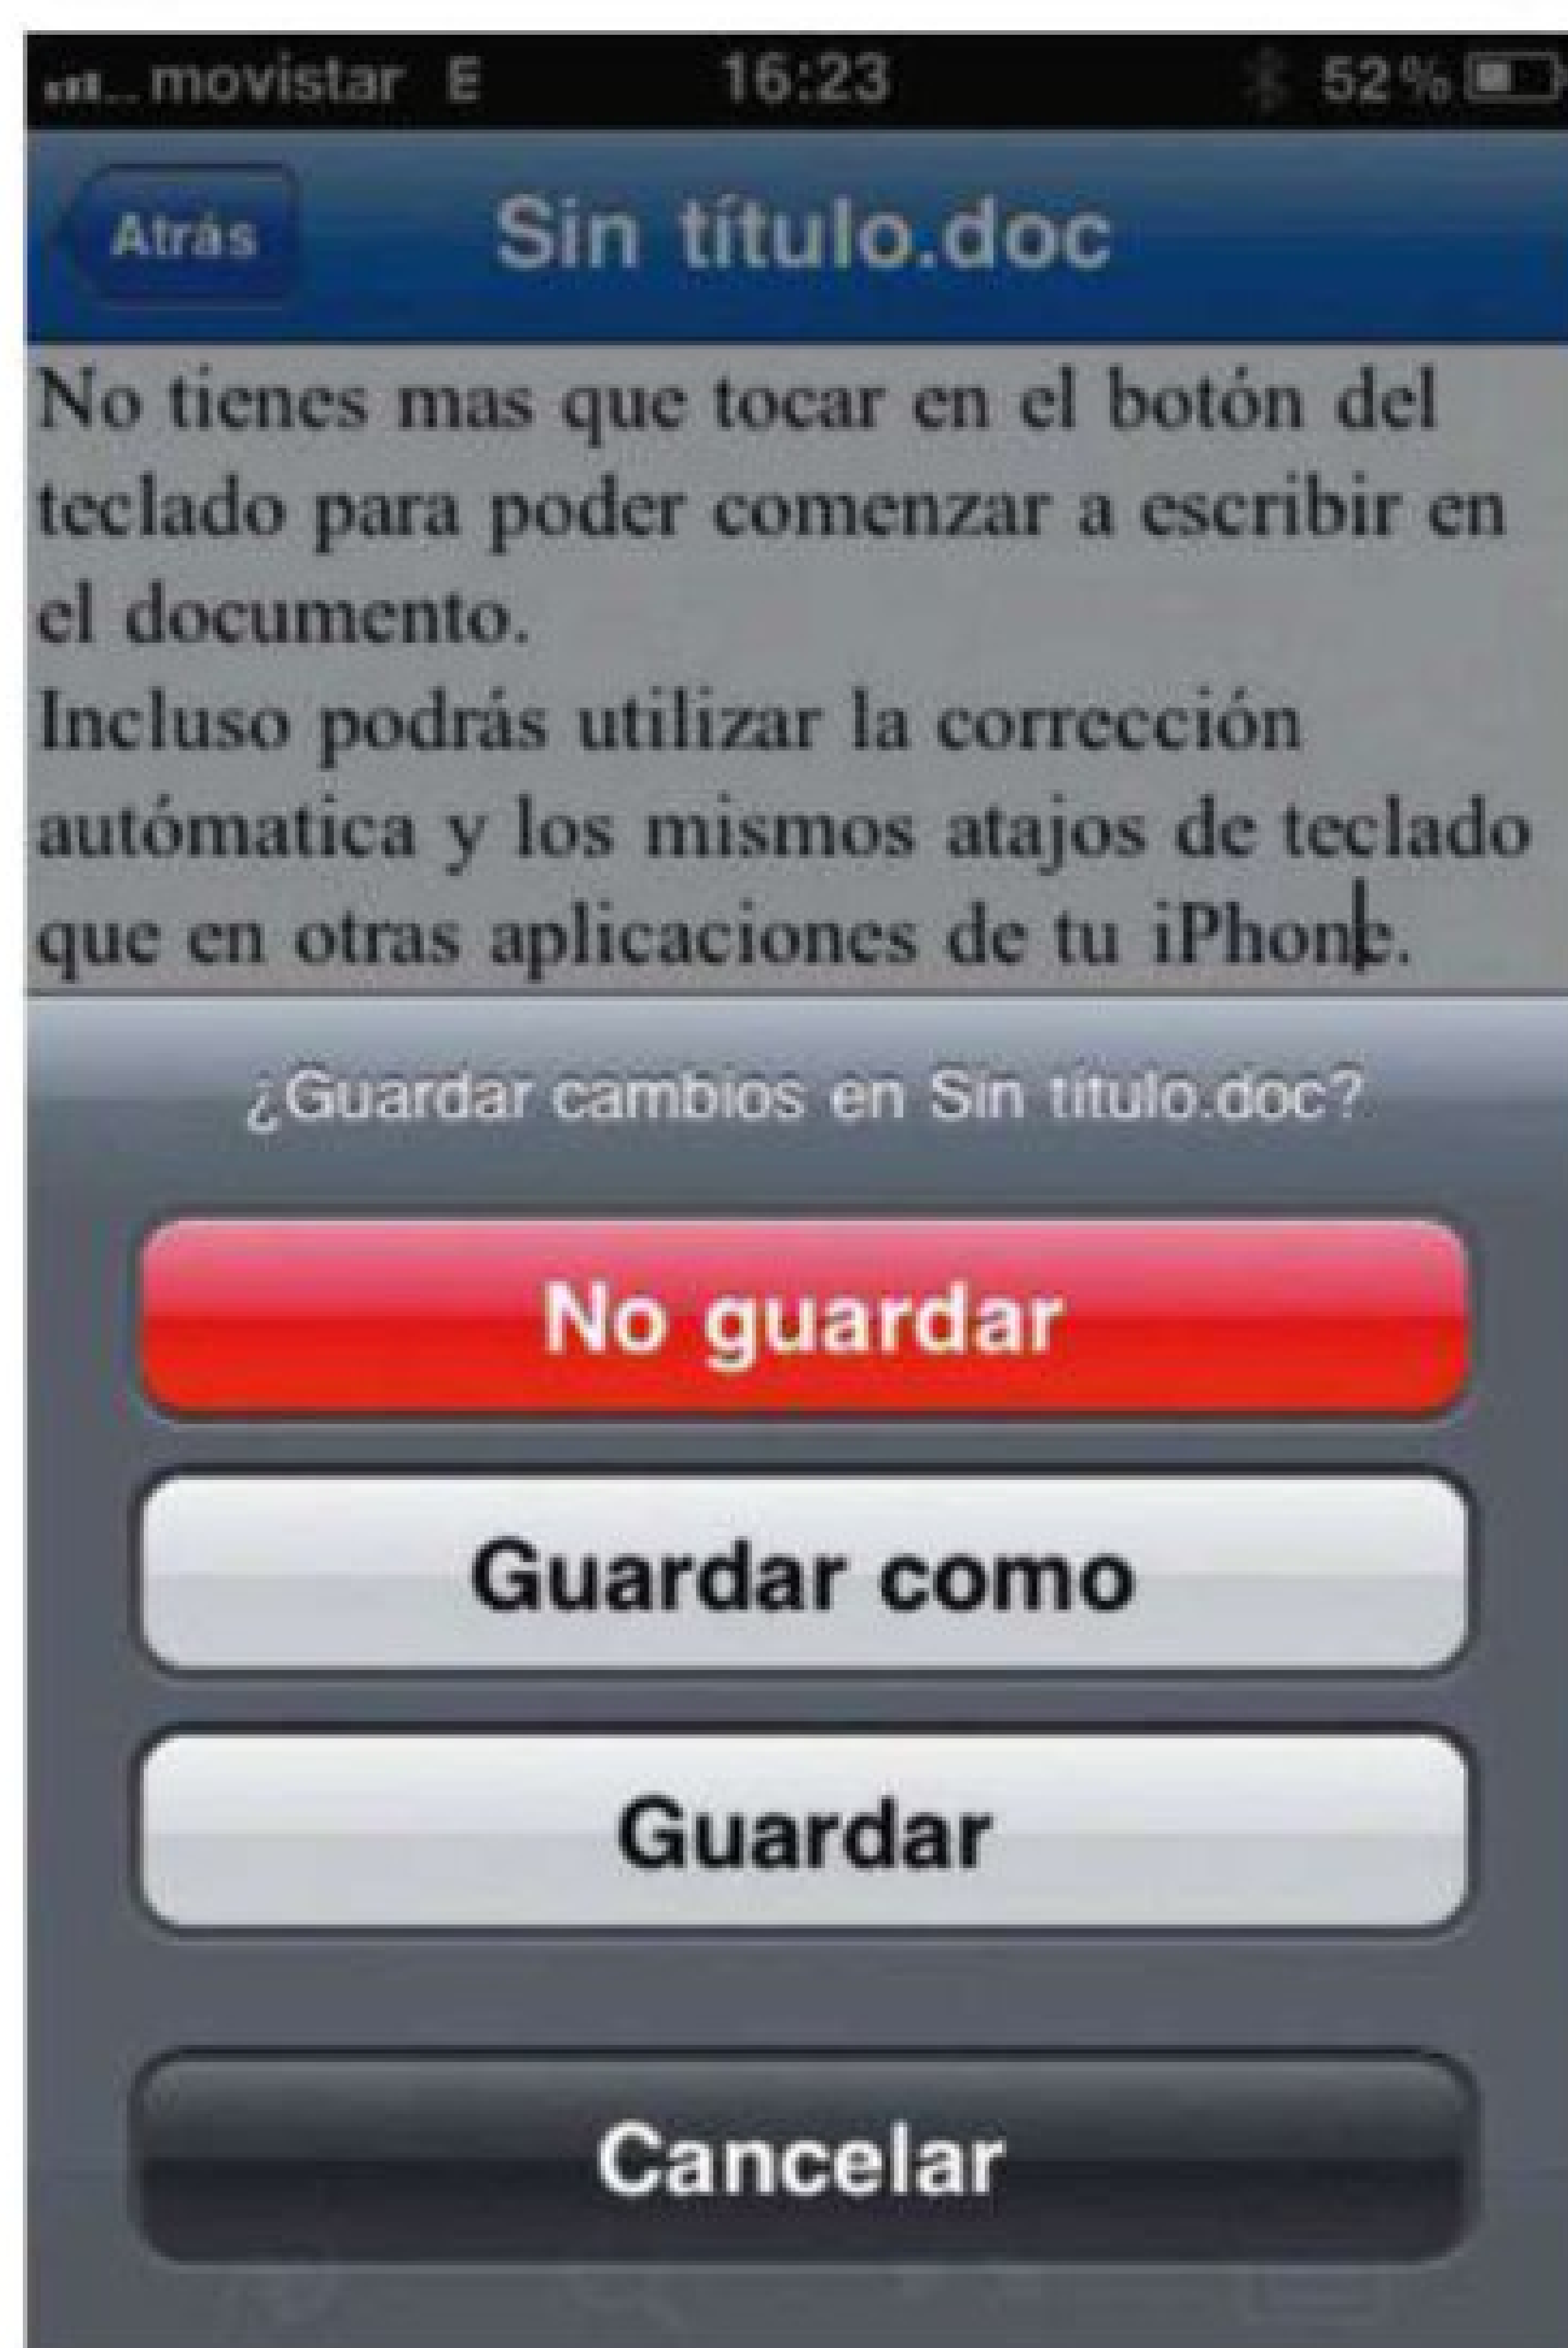 movistar E 16:23 52%
Atrás Sin título.doc
No tienes mas que tocar en el botón del
teclado para poder comenzar a escribir en
el documento.
Incluso podrás utilizar la corrección
autómatica y los mismos atajos de teclado
que en otras aplicaciones de tu iPhone.
¿Guardar cambios en Sin título.doc?
No guardar
Guardar como
Guardar
Cancelar